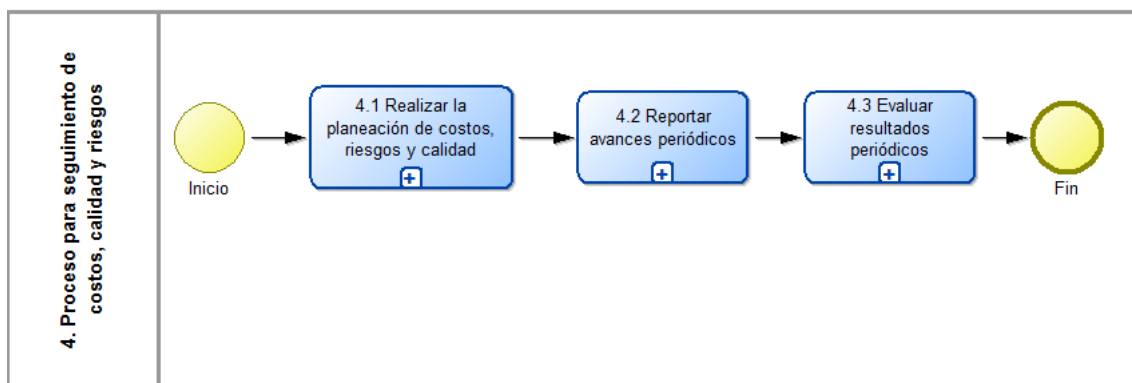 4. Proceso para seguimiento de
costos, calidad y riesgos
Inicio
4.1 Realizar la
planeación de costos,
riesgos y calidad
4.2 Reportar
avances periódicos
4.3 Evaluar
resultados
periódicos
Fin